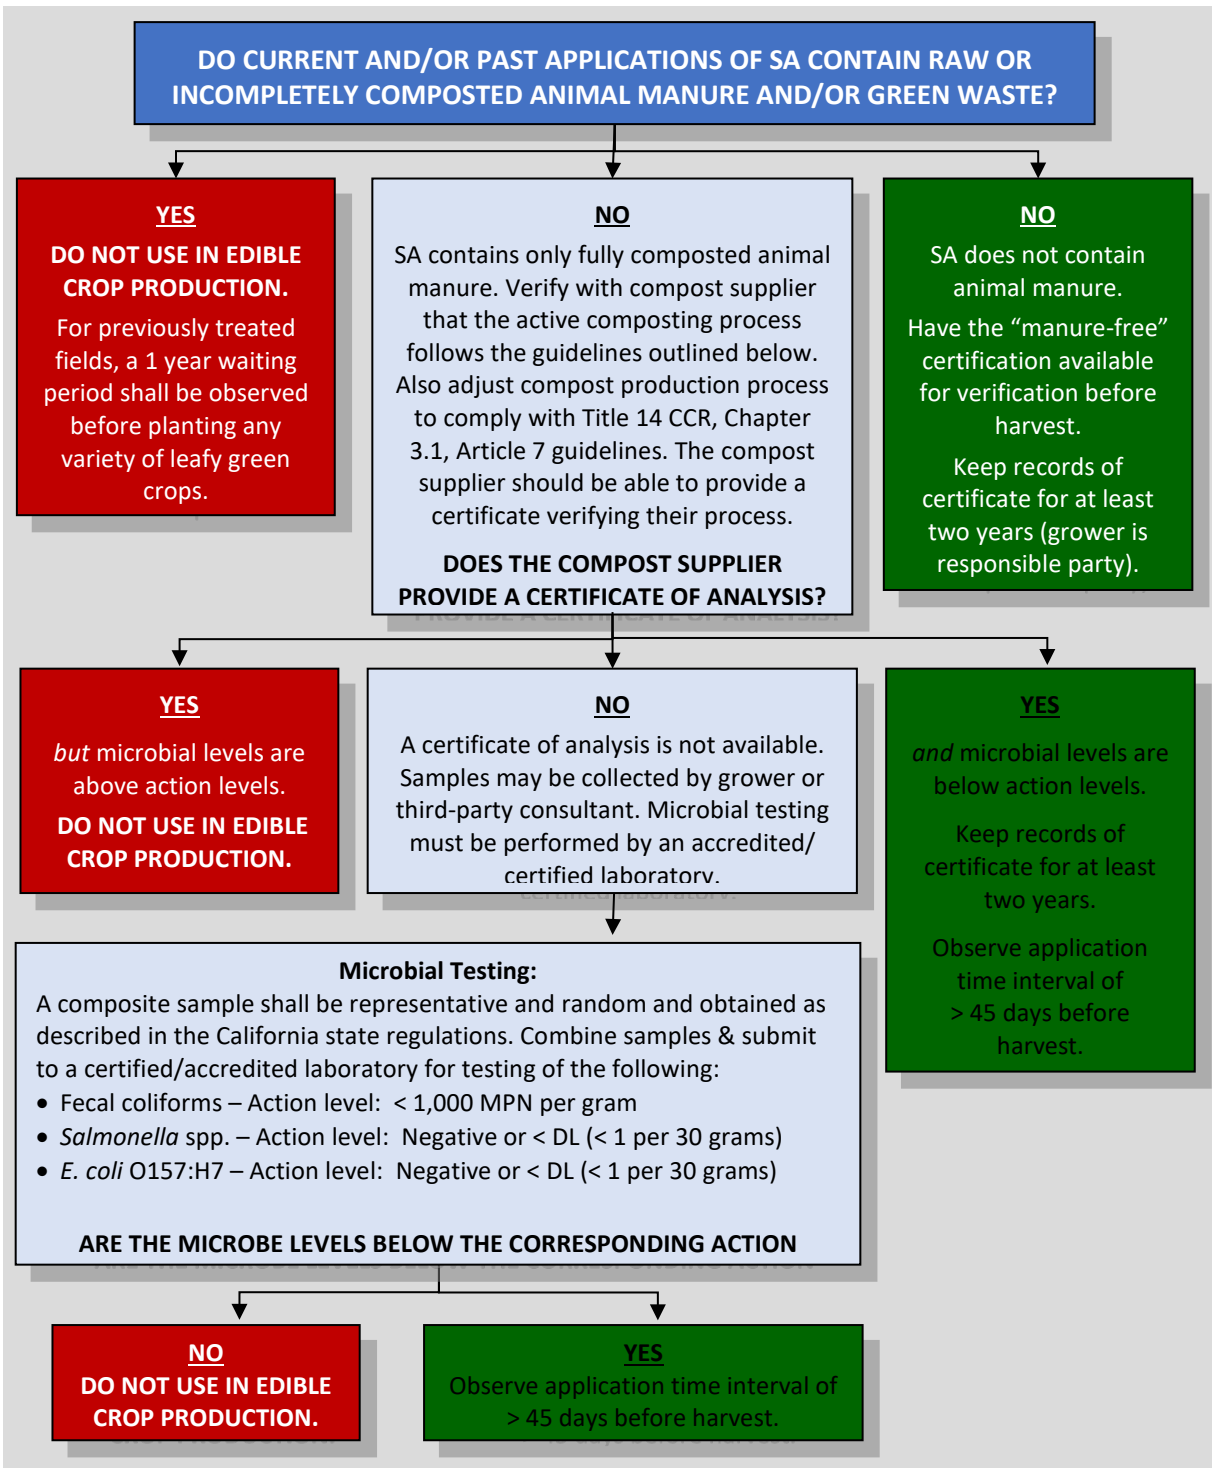 DO CURRENT AND/OR PAST APPLICATIONS OF SA CONTAIN RAW OR
INCOMPLETELY COMPOSTED ANIMAL MANURE AND/OR GREEN WASTE?
YES
DO NOT USE IN EDIBLE
CROP PRODUCTION.
For previously treated
fields, a 1 year waiting
period shall be observed
before planting any
variety of leafy green
crops.
NO
SA contains only fully composted animal
manure. Verify with compost supplier
that the active composting process
follows the guidelines outlined below.
Also adjust compost production process
to comply with Title 14 CCR, Chapter
3.1, Article 7 guidelines. The compost
supplier should be able to provide a
certificate verifying their process.
DOES THE COMPOST SUPPLIER
PROVIDE A CERTIFICATE OF ANALYSIS?
NO
SA does not contain
animal manure.
Have the “manure-free”
certification available
for verification before
harvest.
Keep records of
certificate for at least
two years (grower is
responsible party).
YES
but microbial levels are
above action levels.
DO NOT USE IN EDIBLE
CROP PRODUCTION.
NO
A certificate of analysis is not available.
Samples may be collected by grower or
third-party consultant. Microbial testing
must be performed by an accredited/
certified laboratory.
YES
and microbial levels are
below action levels.
Keep records of
certificate for at least
two years.
Observe application
time interval of
> 45 days before
harvest.
Microbial Testing:
A composite sample shall be representative and random and obtained as
described in the California state regulations. Combine samples & submit
to a certified/accredited laboratory for testing of the following:
• Fecal coliforms – Action level: < 1,000 MPN per gram
• Salmonella spp. – Action level: Negative or < DL (< 1 per 30 grams)
• E. coli O157:H7 – Action level: Negative or < DL (< 1 per 30 grams)
ARE THE MICROBE LEVELS BELOW THE CORRESPONDING ACTION
NO
DO NOT USE IN EDIBLE
CROP PRODUCTION.
YES
Observe application time interval of
> 45 days before harvest.